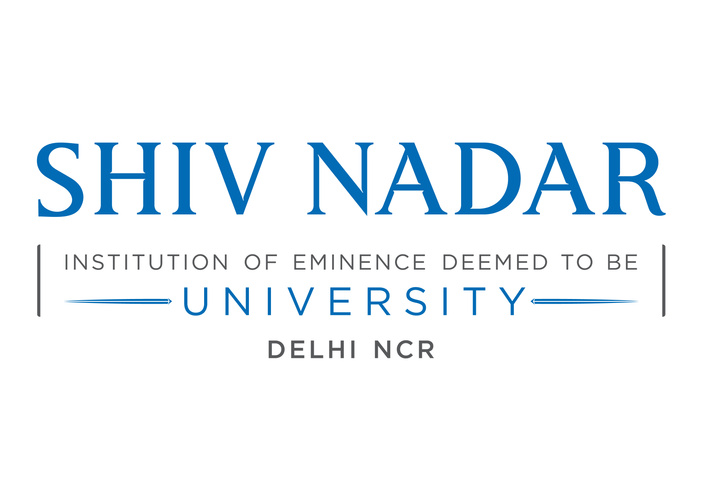 SHIV NADAR
INSTITUTION OF EMINENCE DEEMED TO BE
UNIVERSITY
DELHI NCR